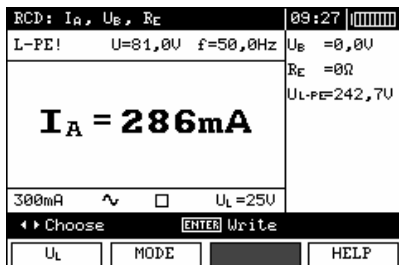 RCD: IA, UB, RE 09:27
L-PE! U=81,0V f=50,0Hz
UB =0,0V
RE =0Ω
UL-PE=242,7V
IA = 286mA
300mA ∿ □ UL=25V
◂▸ Choose ENTER Write
UL MODE HELP